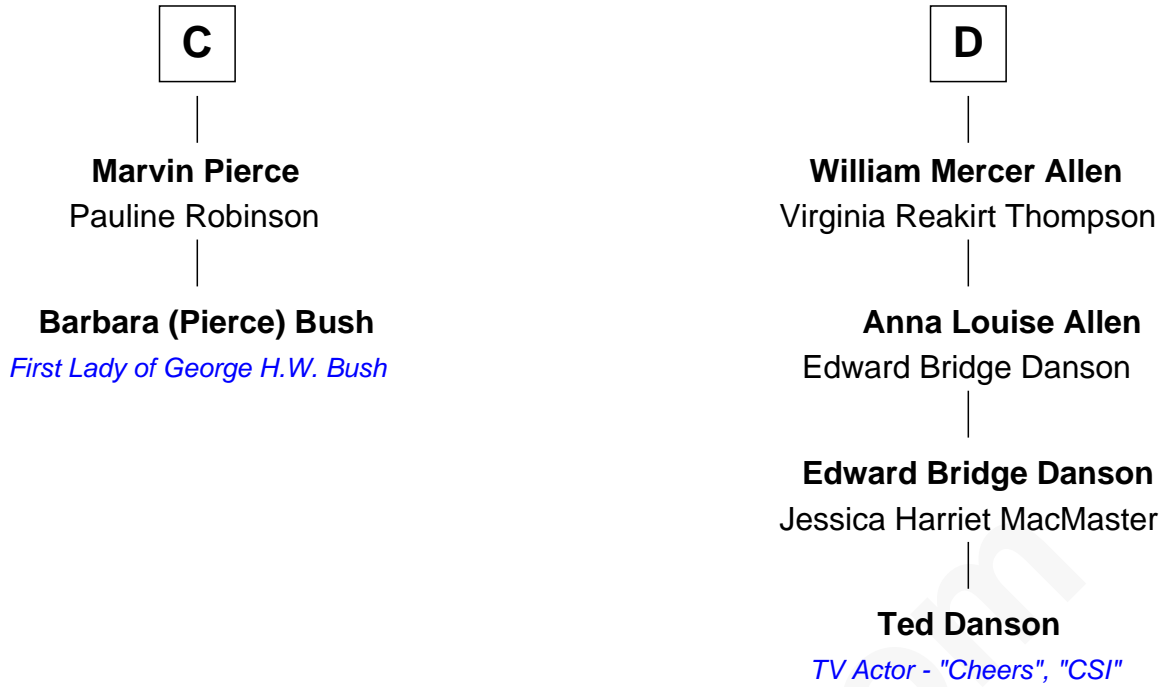 C
Marvin Pierce
Pauline Robinson
Barbara (Pierce) Bush
First Lady of George H.W. Bush
D
William Mercer Allen
Virginia Reakirt Thompson
Anna Louise Allen
Edward Bridge Danson
Edward Bridge Danson
Jessica Harriet MacMaster
Ted Danson
TV Actor - "Cheers", "CSI"